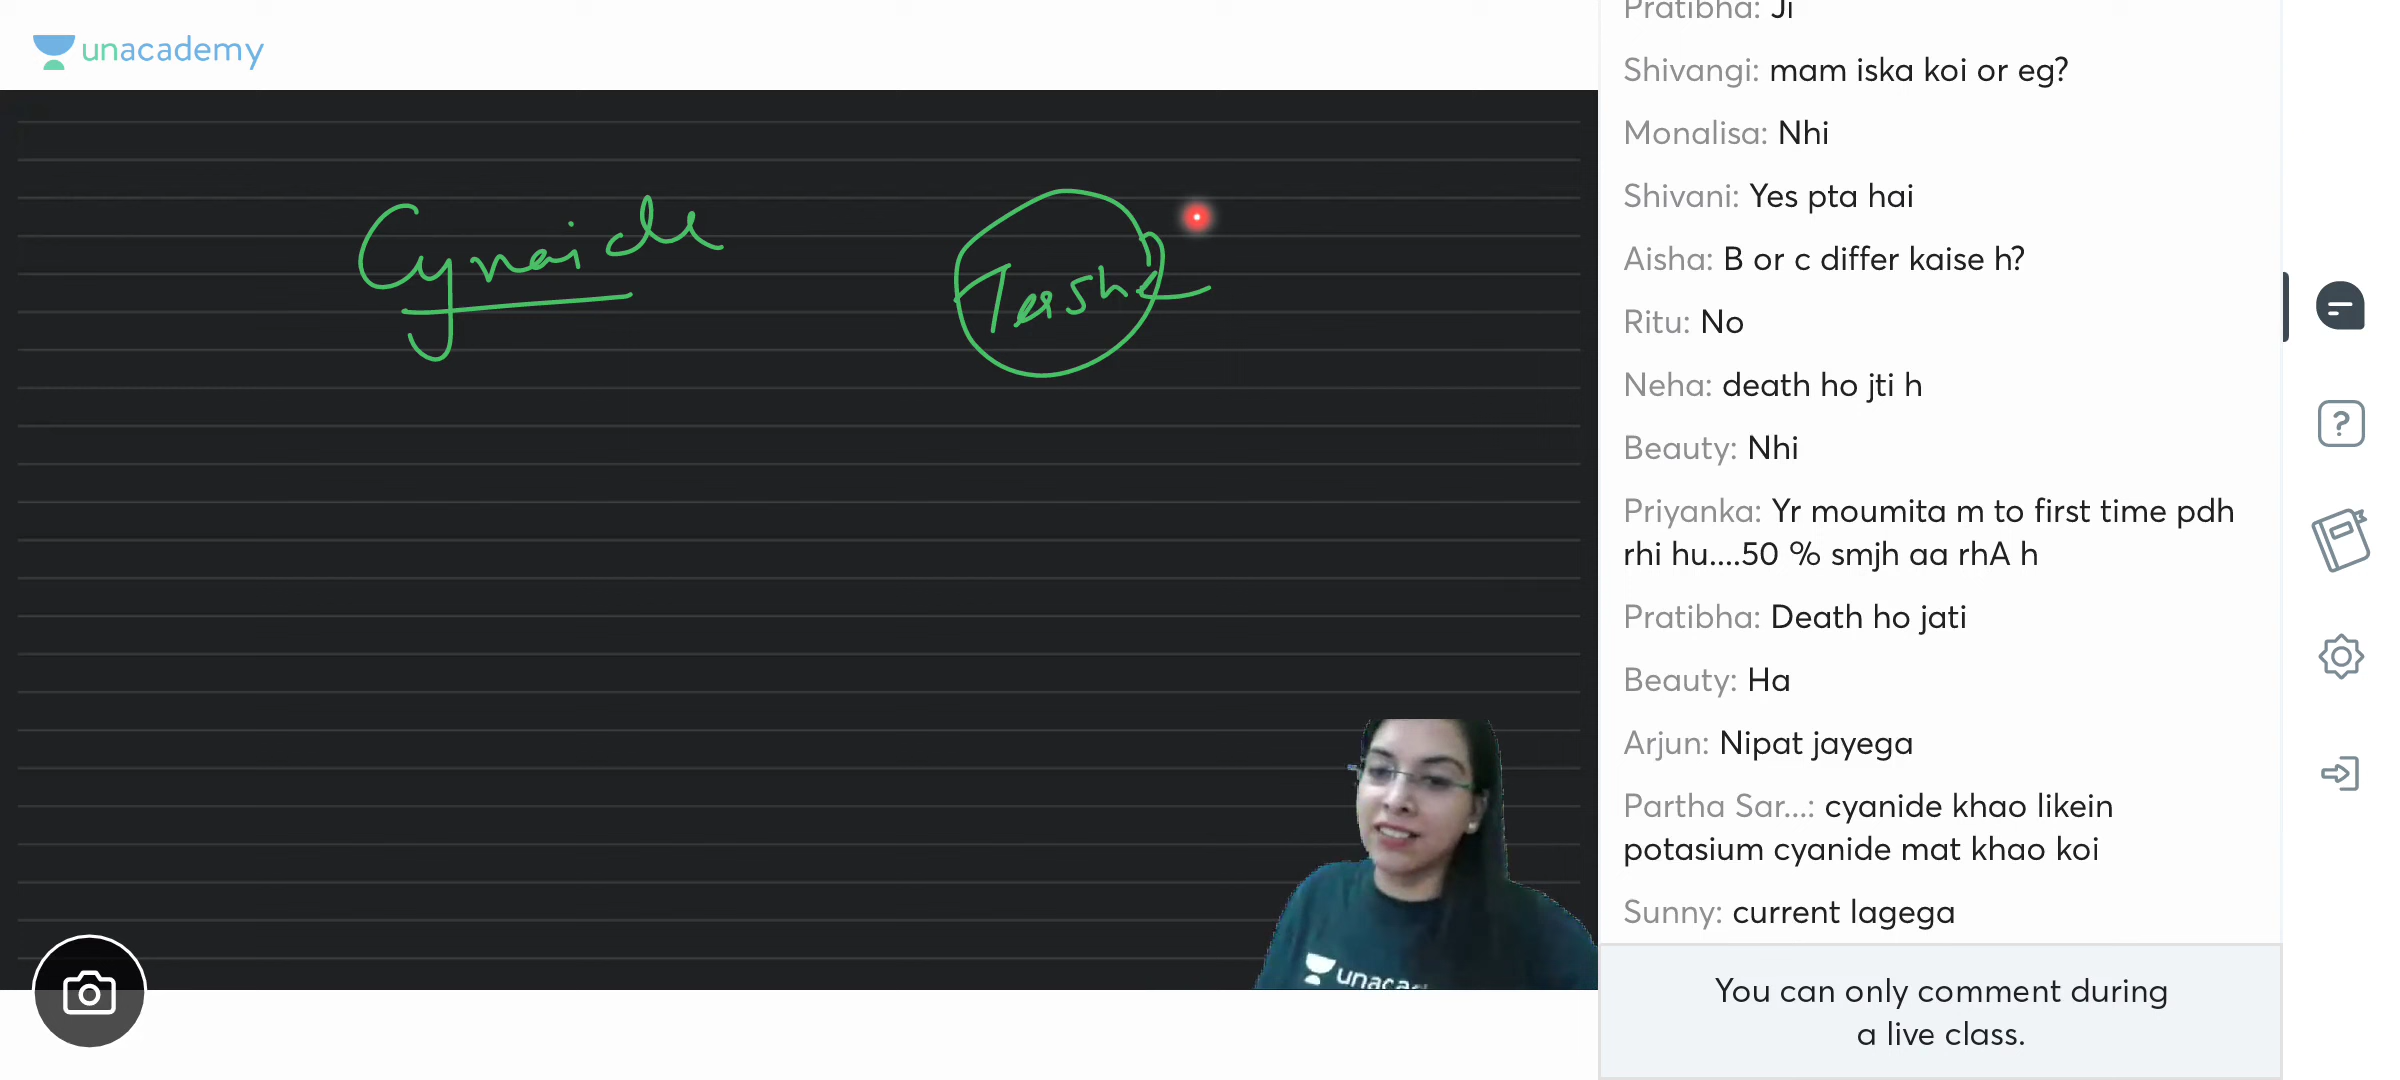 unacademy
Cynaide
Pratibha: Ji
Shivangi: mam iska koi or eg?
Monalisa: Nhi
Shivani: Yes pta hai
Aisha: B or c differ kaise h?
Ritu: No
Neha: death ho jti h
Beauty: Nhi
Priyanka: Yr moumita m to first time pdh
rhi hu....50 % smjh aa rhA h
Pratibha: Death ho jati
Beauty: Ha
Arjun: Nipat jayega
Partha Sar...: cyanide khao likein
potasium cyanide mat khao koi
Sunny: current lagega
You can only comment during
a live class.